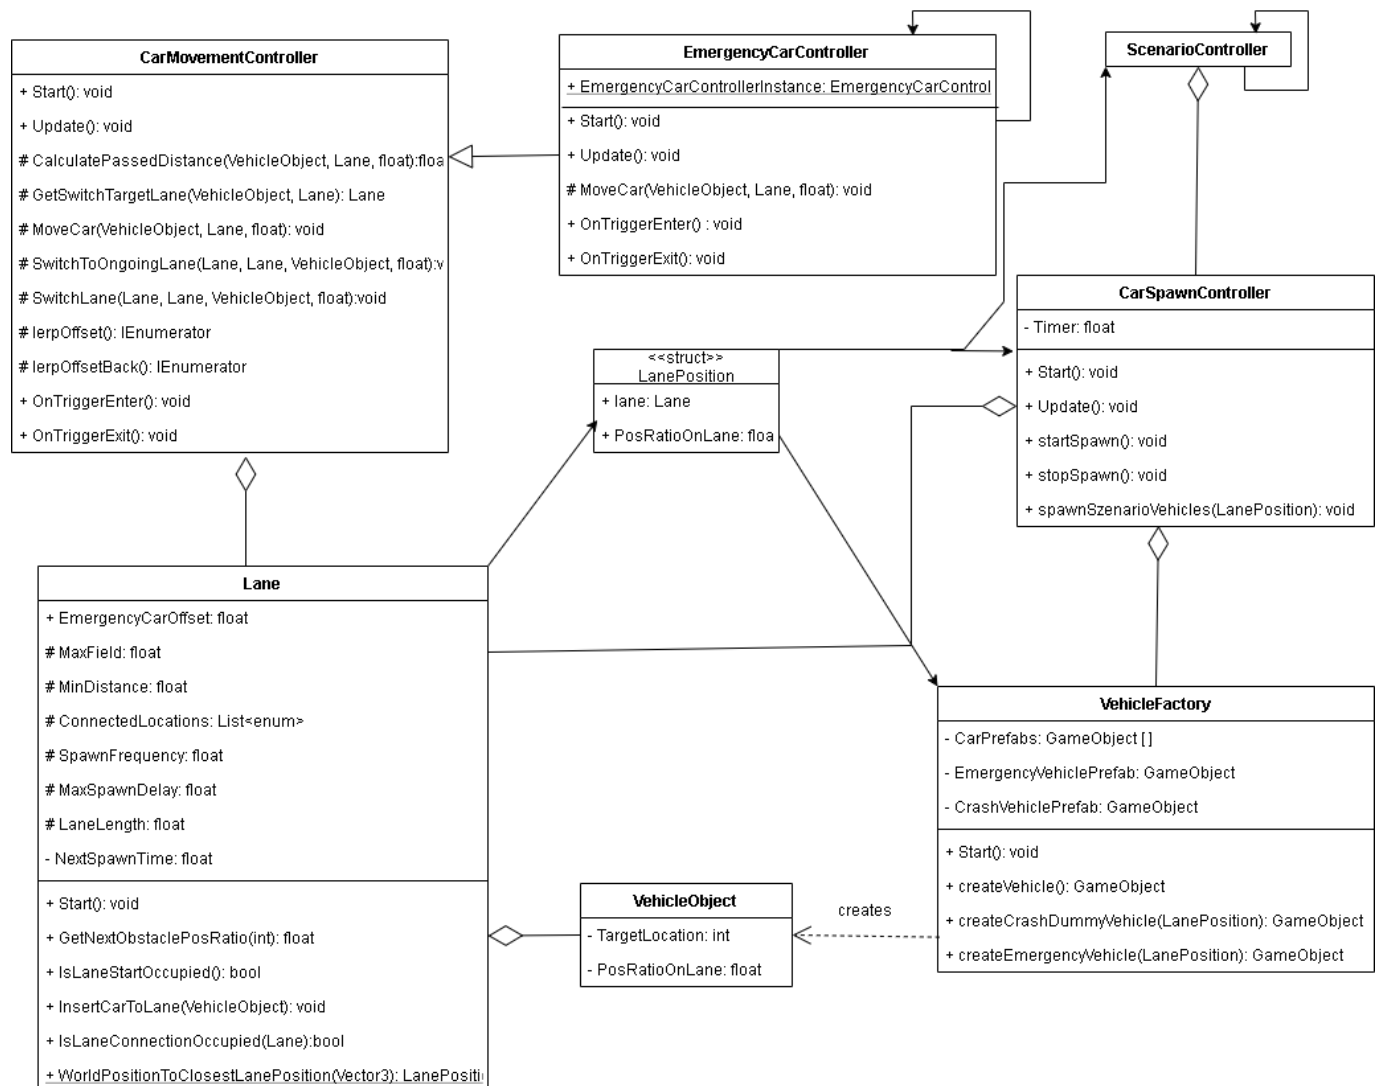 CarMovementController
+ Start(): void
+ Update(): void
# CalculatePassedDistance(VehicleObject, Lane, float):floa
# GetSwitchTargetLane(VehicleObject, Lane): Lane
# MoveCar(VehicleObject, Lane, float): void
# SwitchToOngoingLane(Lane, Lane, VehicleObject, float):v
# SwitchLane(Lane, Lane, VehicleObject, float):void
# lerpOffset(): IEnumerator
# lerpOffsetBack(): IEnumerator
+ OnTriggerEnter(): void
+ OnTriggerExit(): void
EmergencyCarController
+ EmergencyCarControllerInstance: EmergencyCarControl
+ Start(): void
+ Update(): void
# MoveCar(VehicleObject, Lane, float): void
+ OnTriggerEnter() : void
+ OnTriggerExit(): void
ScenarioController
CarSpawnController
- Timer: float
+ Start(): void
+ Update(): void
+ startSpawn(): void
+ stopSpawn(): void
+ spawnSzenarioVehicles(LanePosition): void
<<struct>>
LanePosition
+ lane: Lane
+ PosRatioOnLane: floa
Lane
+ EmergencyCarOffset: float
# MaxField: float
# MinDistance: float
# ConnectedLocations: List<enum>
# SpawnFrequency: float
# MaxSpawnDelay: float
# LaneLength: float
- NextSpawnTime: float
+ Start(): void
+ GetNextObstaclePosRatio(int): float
+ IsLaneStartOccupied(): bool
+ InsertCarToLane(VehicleObject): void
+ IsLaneConnectionOccupied(Lane):bool
+ WorldPositionToClosestLanePosition(Vector3): LanePositi
VehicleObject
- TargetLocation: int
- PosRatioOnLane: float
creates
VehicleFactory
- CarPrefabs: GameObject [ ]
- EmergencyVehiclePrefab: GameObject
- CrashVehiclePrefab: GameObject
+ Start(): void
+ createVehicle(): GameObject
+ createCrashDummyVehicle(LanePosition): GameObject
+ createEmergencyVehicle(LanePosition): GameObject